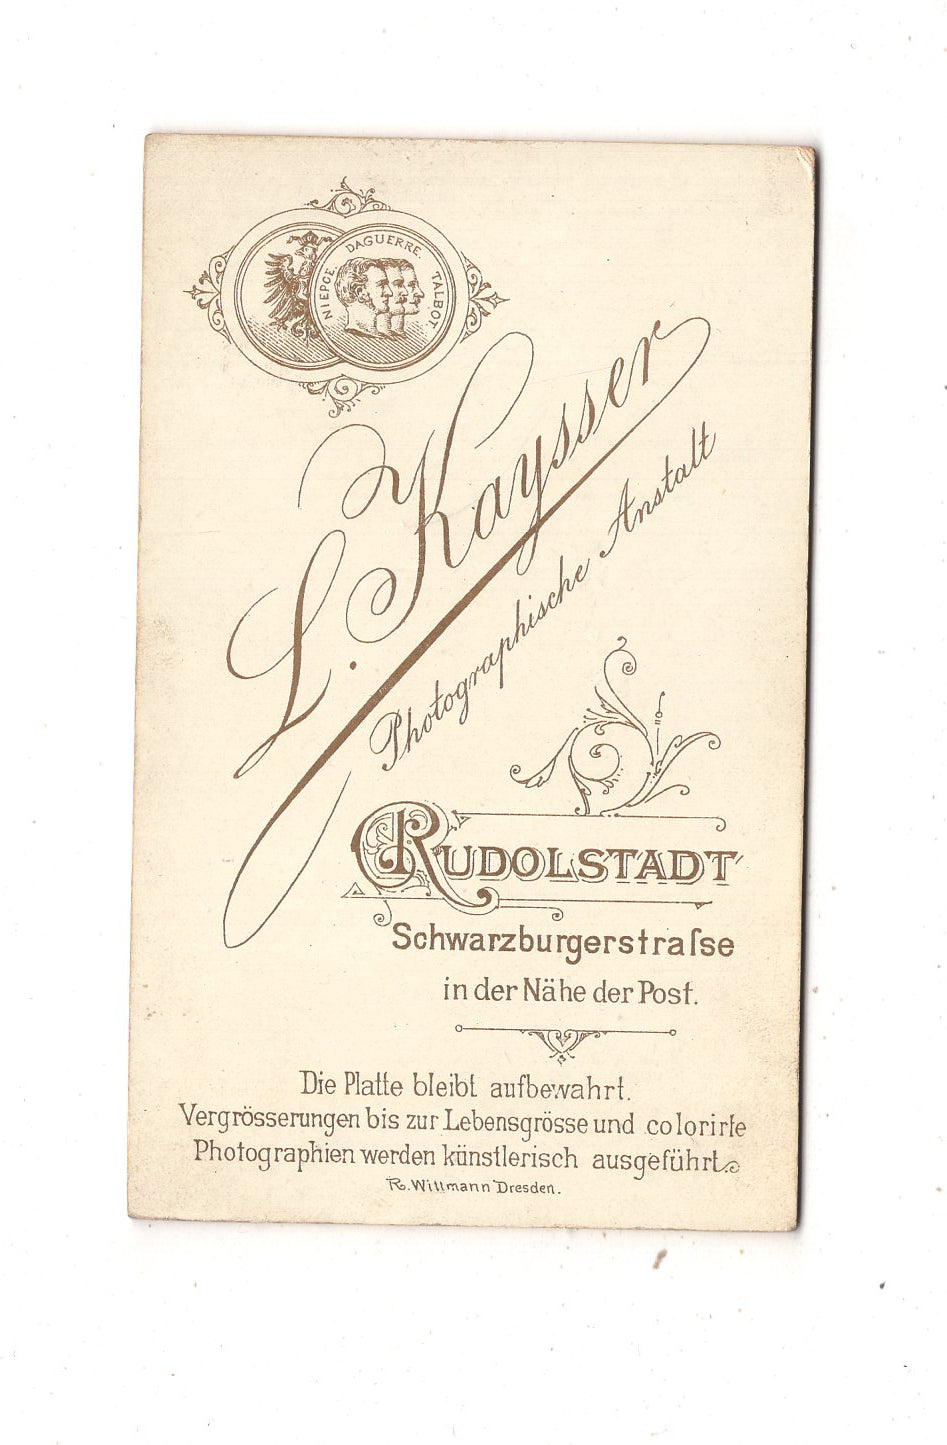 NIEPCE. DAGUERRE. TALBOT.
L. Kaysser
Photographische Anstalt
RUDOLSTADT
Schwarzburgerstraſse
in der Nähe der Post.
Die Platte bleibt aufbewahrt.
Vergrösserungen bis zur Lebensgrösse und colorirte
Photographien werden künstlerisch ausgeführt
R. Willmann Dresden.